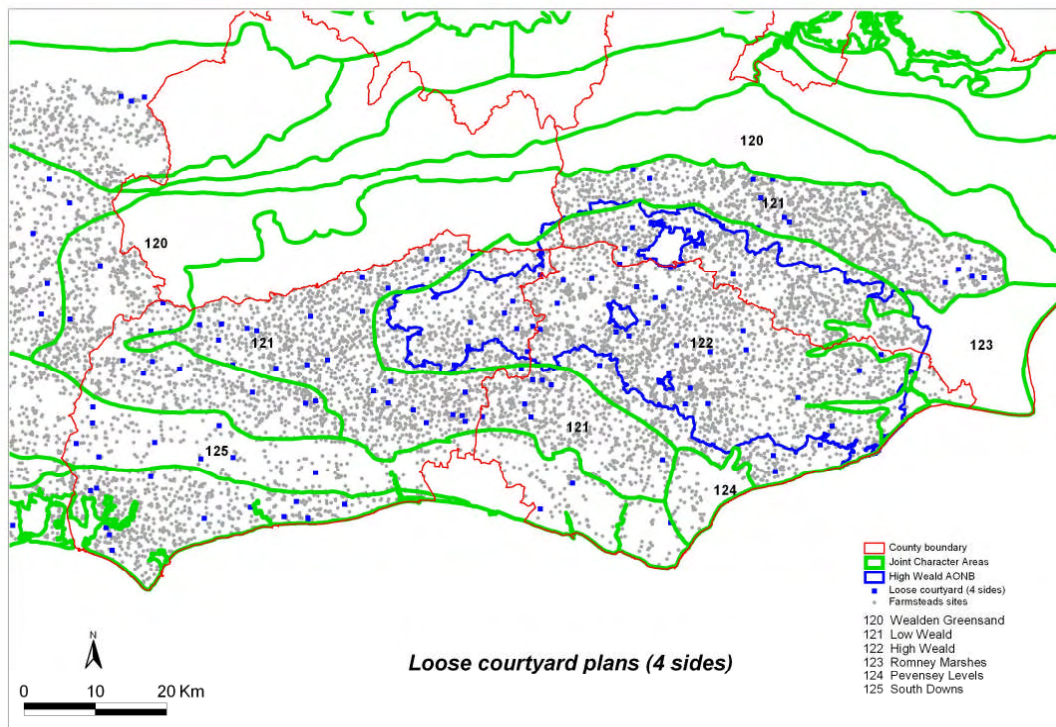 120
121
120
121
122
123
121
125
124
County boundary
Joint Character Areas
High Weald AONB
Loose courtyard (4 sides)
Farmsteads sites
120 Wealden Greensand
121 Low Weald
122 High Weald
123 Romney Marshes
124 Pevensey Levels
125 South Downs
N
Loose courtyard plans (4 sides)
0 10 20 Km